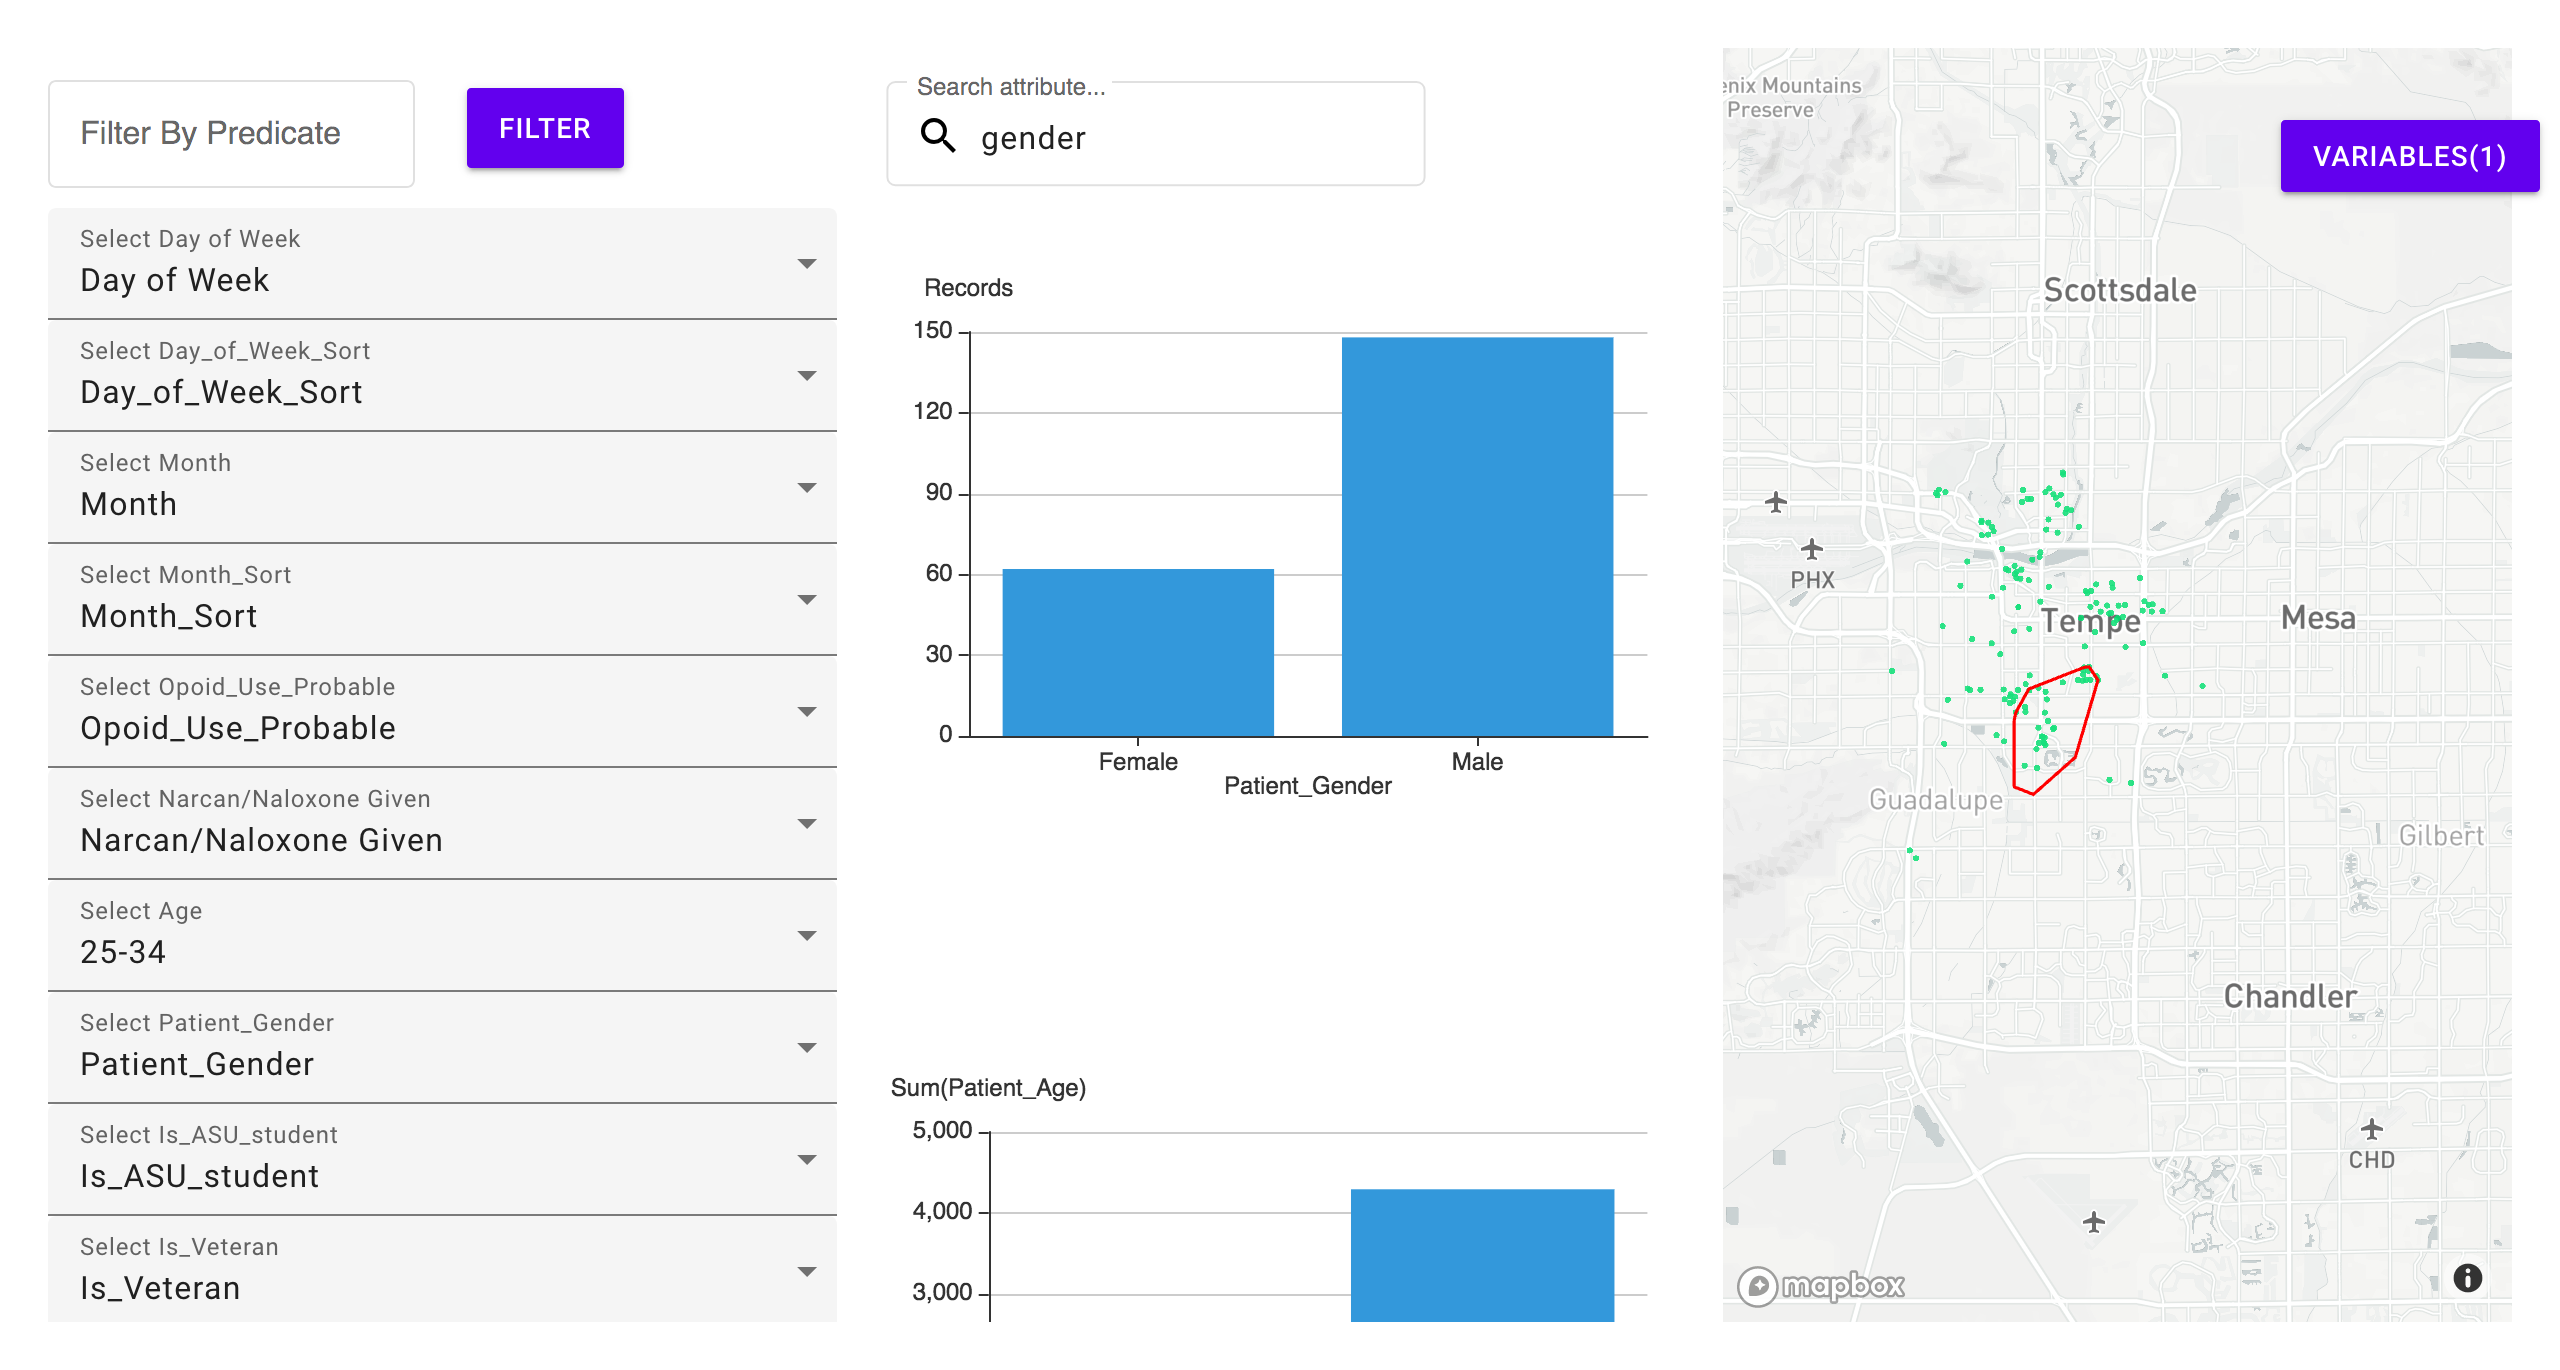 Filter By Predicate
FILTER
Select Day of Week
Day of Week
Select Day_of_Week_Sort
Day_of_Week_Sort
Select Month
Month
Select Month_Sort
Month_Sort
Select Opoid_Use_Probable
Opoid_Use_Probable
Select Narcan/Naloxone Given
Narcan/Naloxone Given
Select Age
25-34
Select Patient_Gender
Patient_Gender
Select Is_ASU_student
Is_ASU_student
Select Is_Veteran
Is_Veteran
Search attribute...
gender
Records
150
120
90
60
30
0
Female
Male
Patient_Gender
Sum(Patient_Age)
5,000
4,000
3,000
enix Mountains
Preserve
VARIABLES(1)
Scottsdale
PHX
Tempe
Mesa
Guadalupe
Gilbert
Chandler
CHD
mapbox